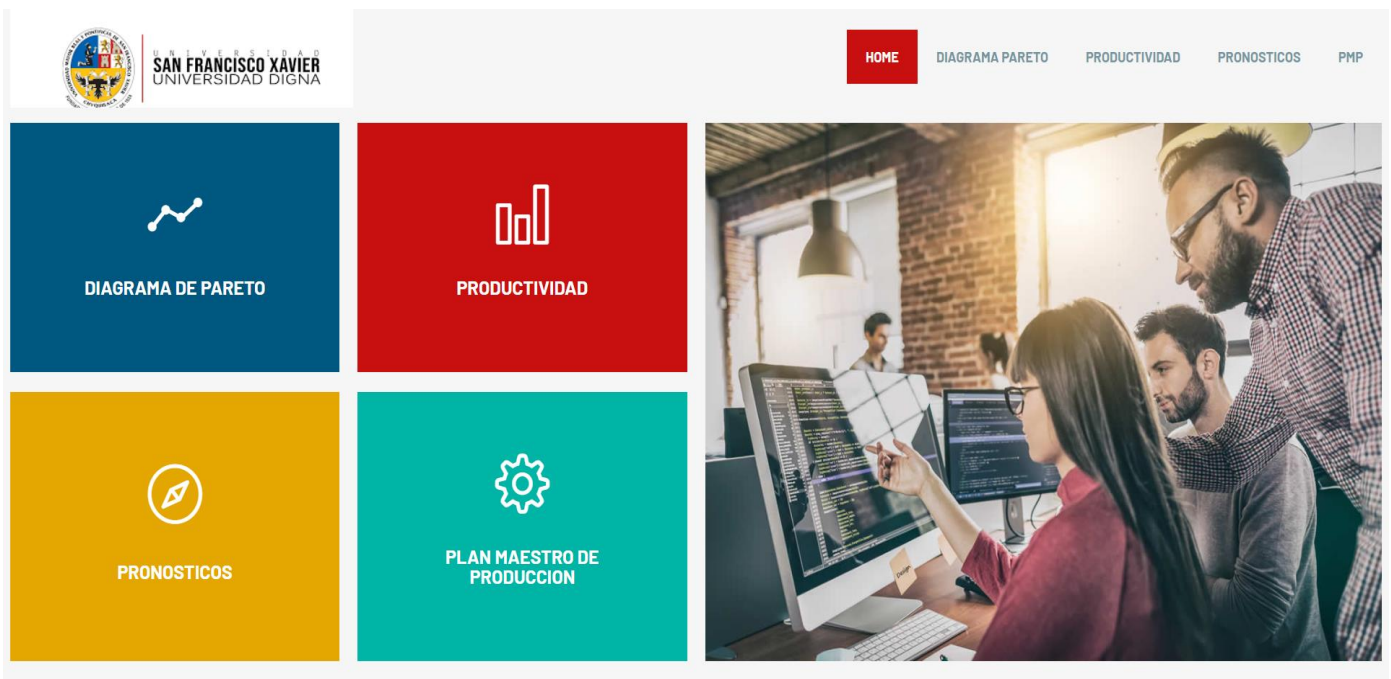 UNIVERSIDAD
SAN FRANCISCO XAVIER
UNIVERSIDAD DIGNA
HOME
DIAGRAMA PARETO
PRODUCTIVIDAD
PRONOSTICOS
PMP
DIAGRAMA DE PARETO
PRODUCTIVIDAD
PRONOSTICOS
PLAN MAESTRO DE
PRODUCCION
Design